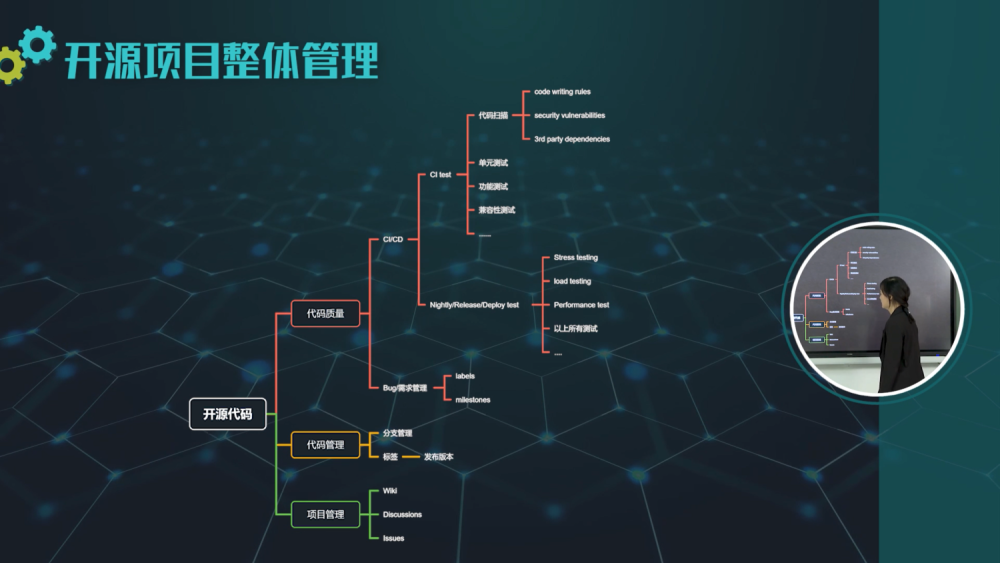 开源项目整体管理
code writing rules
代码扫描
security vulnerabilities
3rd party dependencies
单元测试
CI test
功能测试
兼容性测试
......
CI/CD
Stress testing
load testing
Nightly/Release/Deploy test
Performance test
以上所有测试
....
代码质量
labels
Bug/需求管理
milestones
开源代码
分支管理
代码管理
标签
发布版本
Wiki
项目管理
Discussions
Issues